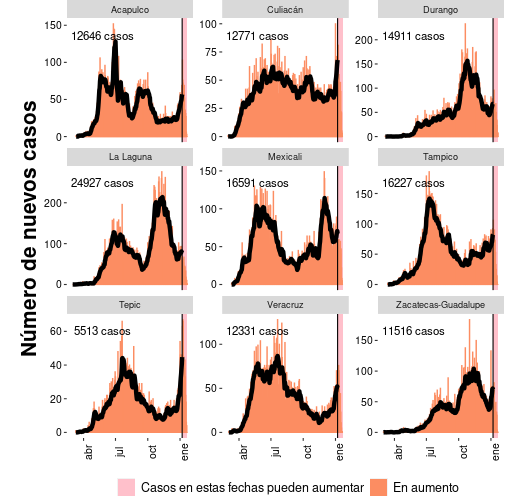 Número de nuevos casos
Acapulco
12646 casos
150
100
50
0
Culiacán
12771 casos
100
75
50
25
0
Durango
14911 casos
200
150
100
50
0
La Laguna
24927 casos
200
100
0
Mexicali
16591 casos
150
100
50
0
Tampico
16227 casos
150
100
50
0
Tepic
5513 casos
60
40
20
0
abr
jul
oct
ene
Veracruz
12331 casos
100
50
0
abr
jul
oct
ene
Zacatecas-Guadalupe
11516 casos
150
100
50
0
abr
jul
oct
ene
Casos en estas fechas pueden aumentar
En aumento